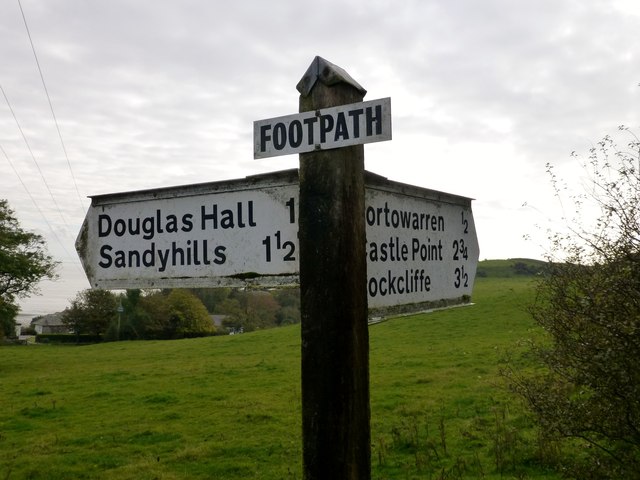 FOOTPATH
Douglas Hall 1
Sandyhills 1½
ortowarren ½
astle Point 2¾
ockcliffe 3½